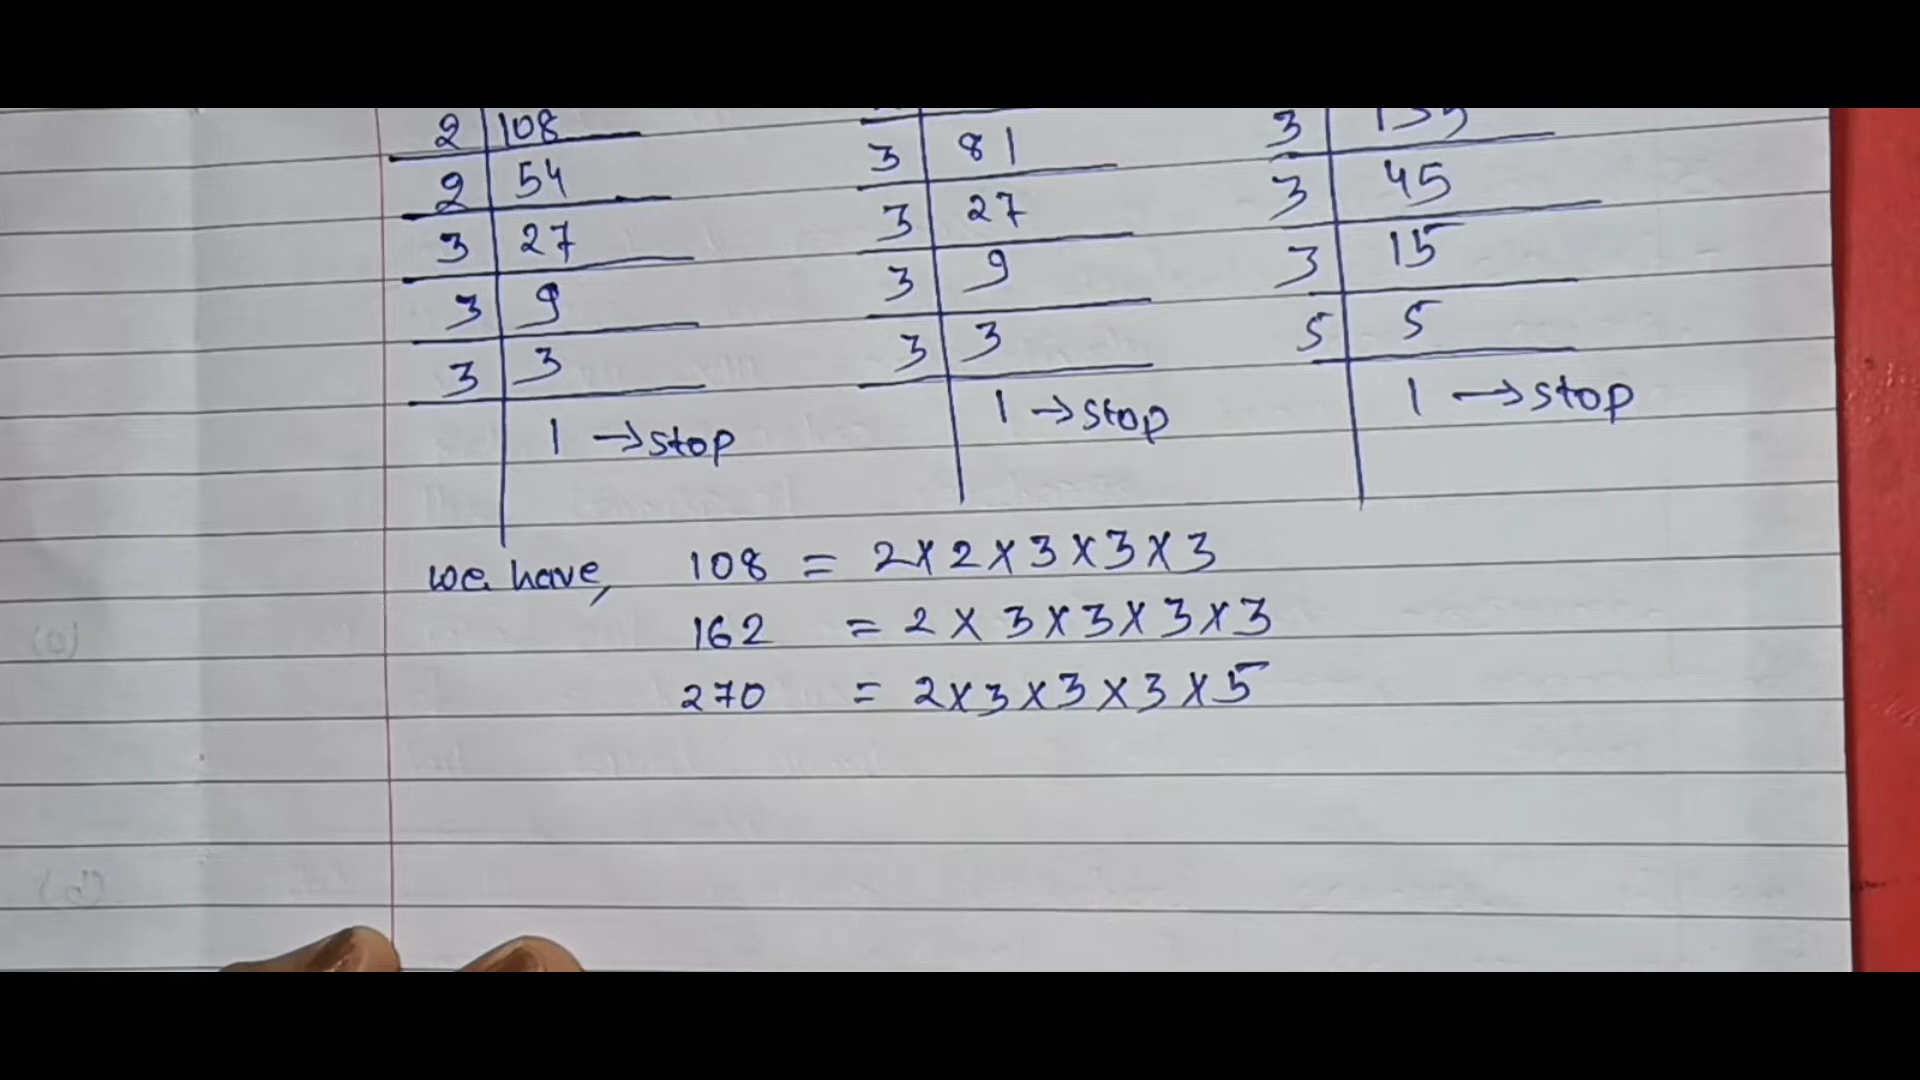 2 108
2 54
3 27
3 9
3 3
1 →stop
3 81
3 27
3 9
3 3
1 →stop
3 135
3 45
3 15
5 5
1 →stop
we have, 108 = 2×2×3×3×3
162 = 2×3×3×3×3
270 = 2×3×3×3×5